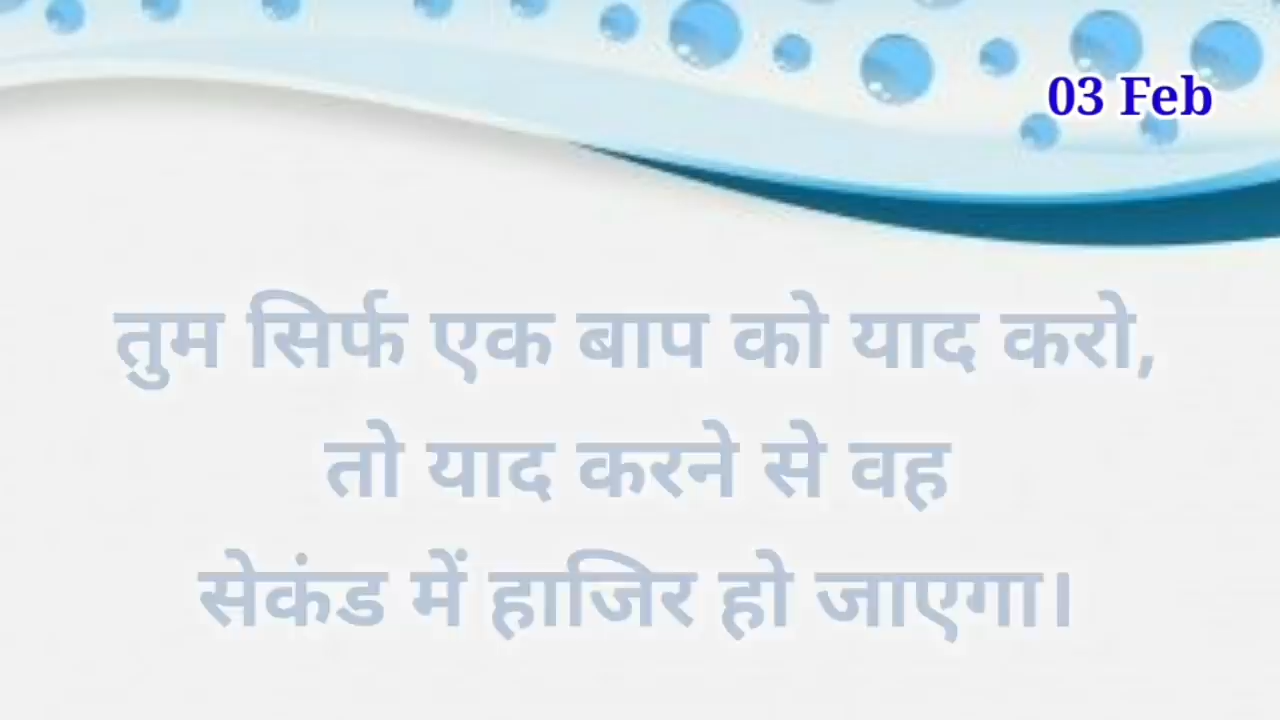 03 Feb
तुम सिर्फ एक बाप को याद करो,
तो याद करने से वह
सेकंड में हाजिर हो जाएगा।